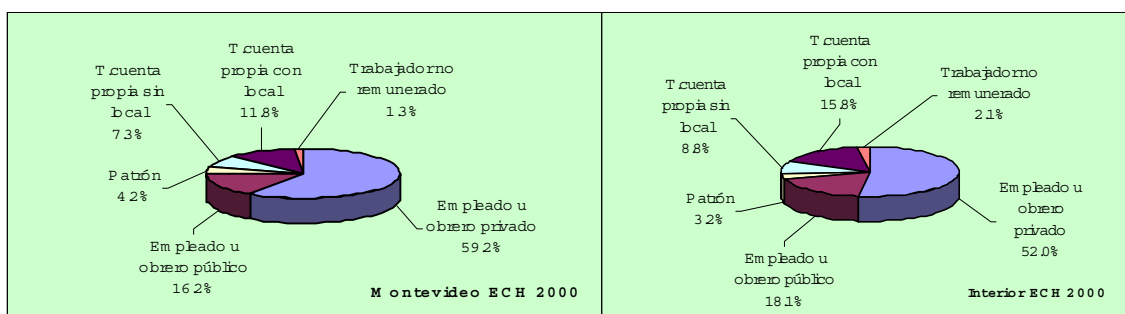 T.cuenta
propia con
local
11.8%
Trabajador no
remunerado
1.3%
T.cuenta
propia sin
local
7.3%
Patrón
4.2%
Empleado u
obrero privado
59.2%
Empleado u
obrero público
16.2%
Montevideo ECH 2000
T.cuenta
propia con
local
15.8%
Trabajador no
remunerado
2.1%
T.cuenta
propia sin
local
8.8%
Patrón
3.2%
Empleado u
obrero privado
52.0%
Empleado u
obrero público
18.1%
Interior ECH 2000